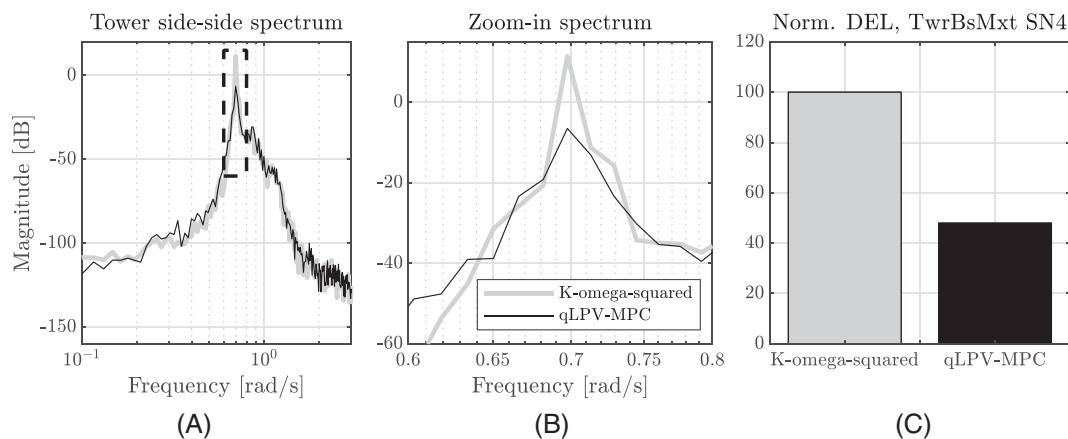 Tower side-side spectrum
Zoom-in spectrum
Norm. DEL, TwrBsMxt SN4
Magnitude [dB]
0
-50
-100
-150
10⁻¹
10⁰
Frequency [rad/s]
(A)
0
-20
-40
-60
0.6
0.65
0.7
0.75
0.8
K-omega-squared
qLPV-MPC
Frequency [rad/s]
(B)
120
100
80
60
40
20
0
K-omega-squared
qLPV-MPC
(C)